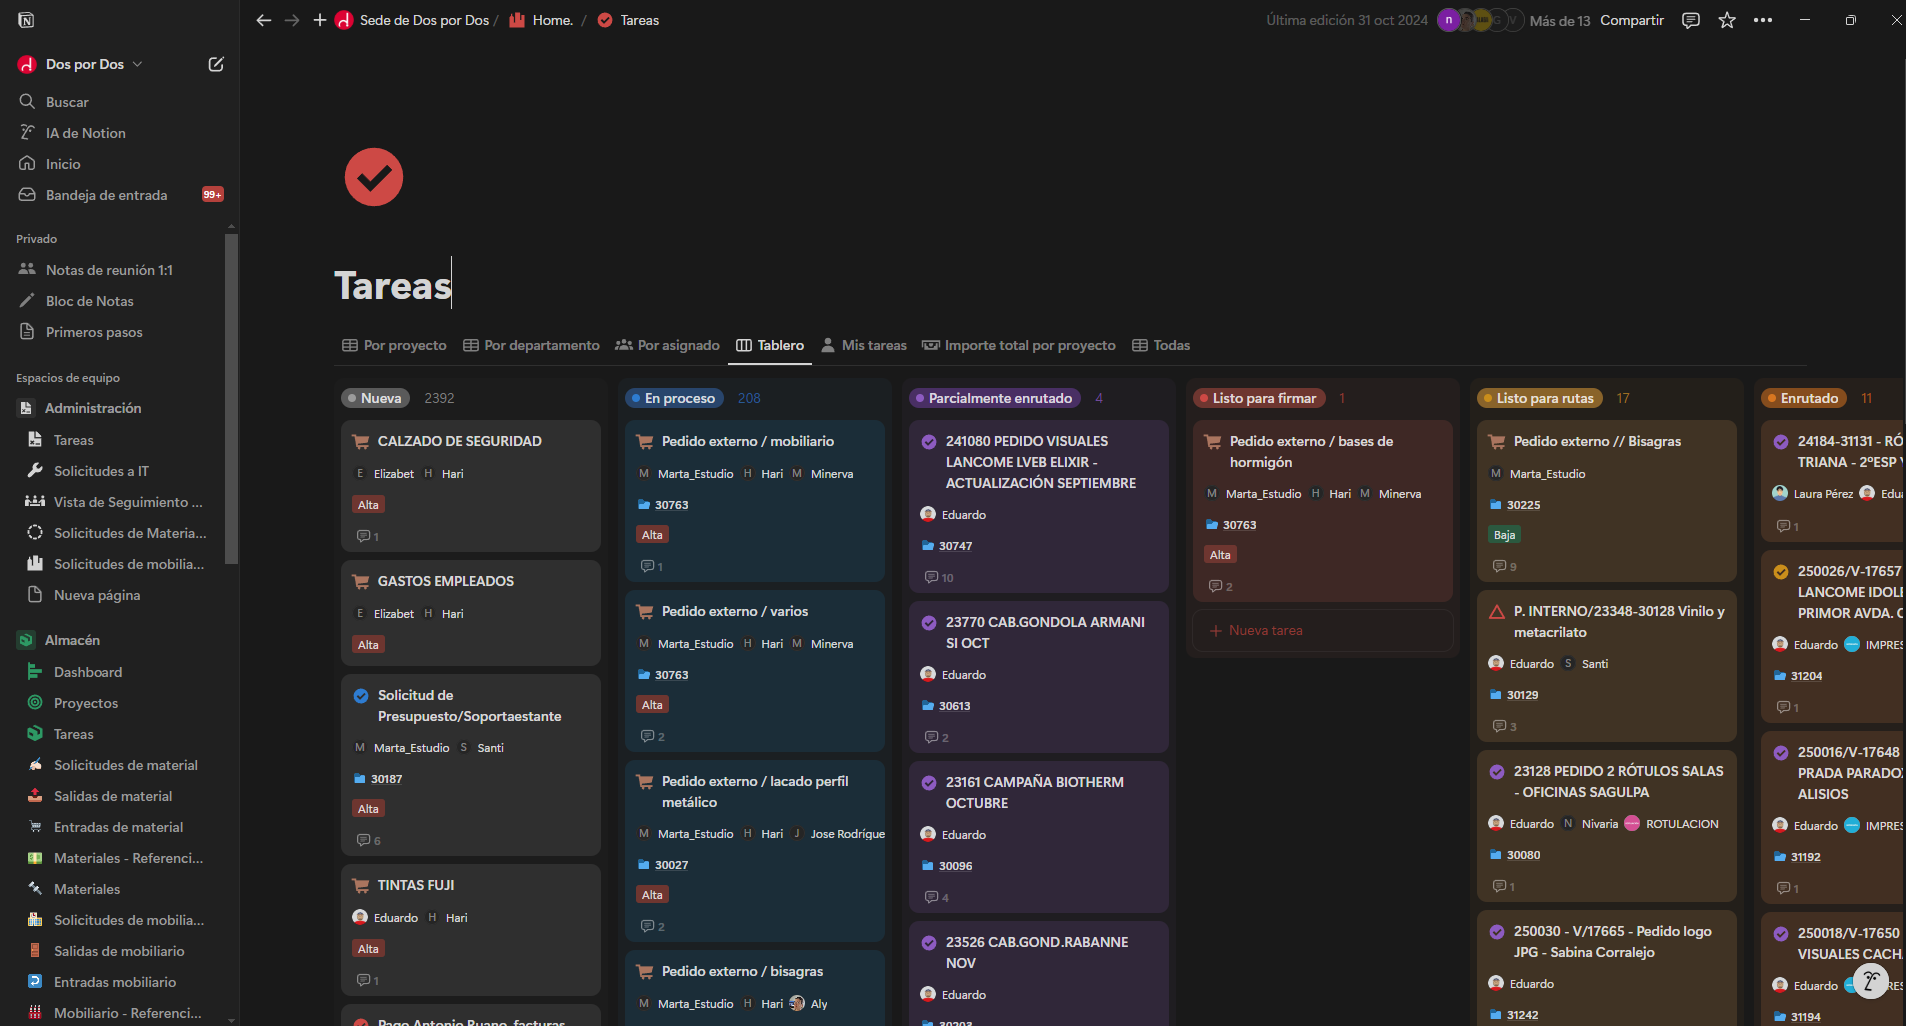 Sede de Dos por Dos / Home. / Tareas
Última edición 31 oct 2024
Más de 13
Compartir
Dos por Dos
Buscar
IA de Notion
Inicio
Bandeja de entrada 99+
Privado
Notas de reunión 1:1
Bloc de Notas
Primeros pasos
Espacios de equipo
Administración
Tareas
Solicitudes a IT
Vista de Seguimiento ...
Solicitudes de Materia...
Solicitudes de mobilia...
Nueva página
Almacén
Dashboard
Proyectos
Tareas
Solicitudes de material
Salidas de material
Entradas de material
Materiales - Referenci...
Materiales
Solicitudes de mobilia...
Salidas de mobiliario
Entradas mobiliario
Mobiliario - Referenci...
Tareas
Por proyecto
Por departamento
Por asignado
Tablero
Mis tareas
Importe total por proyecto
Todas
Nueva 2392
CALZADO DE SEGURIDAD
E Elizabet H Hari
Alta
1
GASTOS EMPLEADOS
E Elizabet H Hari
Alta
Solicitud de
Presupuesto/Soportaestante
M Marta_Estudio S Santi
30187
Alta
6
TINTAS FUJI
Eduardo H Hari
Alta
1
Pago Antonio Ruano, facturas
En proceso 208
Pedido externo / mobiliario
M Marta_Estudio H Hari M Minerva
30763
Alta
1
Pedido externo / varios
M Marta_Estudio H Hari M Minerva
30763
Alta
2
Pedido externo / lacado perfil
metálico
M Marta_Estudio H Hari J Jose Rodrígue
30027
Alta
2
Pedido externo / bisagras
M Marta_Estudio H Hari Aly
Parcialmente enrutado 4
241080 PEDIDO VISUALES
LANCOME LVEB ELIXIR -
ACTUALIZACIÓN SEPTIEMBRE
Eduardo
30747
10
23770 CAB.GONDOLA ARMANI
SI OCT
Eduardo
30613
2
23161 CAMPAÑA BIOTHERM
OCTUBRE
Eduardo
30096
4
23526 CAB.GOND.RABANNE
NOV
Eduardo
30203
Listo para firmar 1
Pedido externo / bases de
hormigón
M Marta_Estudio H Hari M Minerva
30763
Alta
2
Nueva tarea
Listo para rutas 17
Pedido externo // Bisagras
M Marta_Estudio
30225
Baja
9
P. INTERNO/23348-30128 Vinilo y
metacrilato
Eduardo S Santi
30129
3
23128 PEDIDO 2 RÓTULOS SALAS
- OFICINAS SAGULPA
Eduardo N Nivaria ROTULACION
30080
1
250030 - V/17665 - Pedido logo
JPG - Sabina Corralejo
Eduardo
31242
Enrutado 11
24184-31131 - RÓ
TRIANA - 2ºESP Y
Laura Pérez Edua
1
250026/V-17657
LANCOME IDOLE
PRIMOR AVDA. C
Eduardo IMPRES
31204
1
250016/V-17648
PRADA PARADOX
ALISIOS
Eduardo IMPRES
31192
1
250018/V-17650
VISUALES CACH
Eduardo
31194